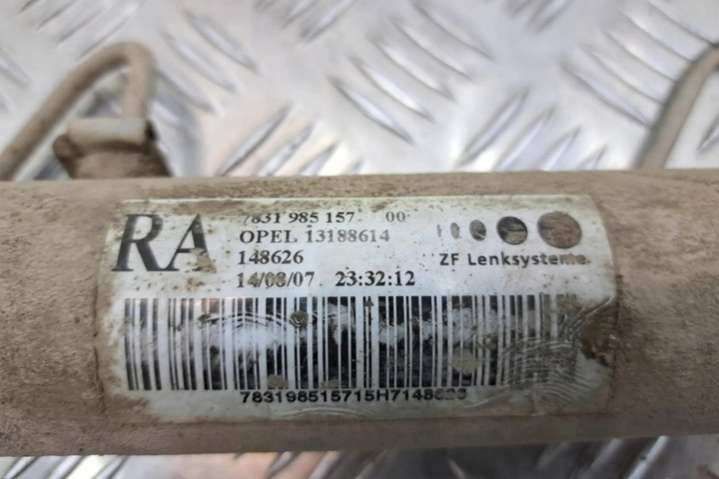 RA
7831 985 157 00
OPEL 13188614
148626
14/08/07 23:32:12
ZF Lenksysteme
783198515715H7148626